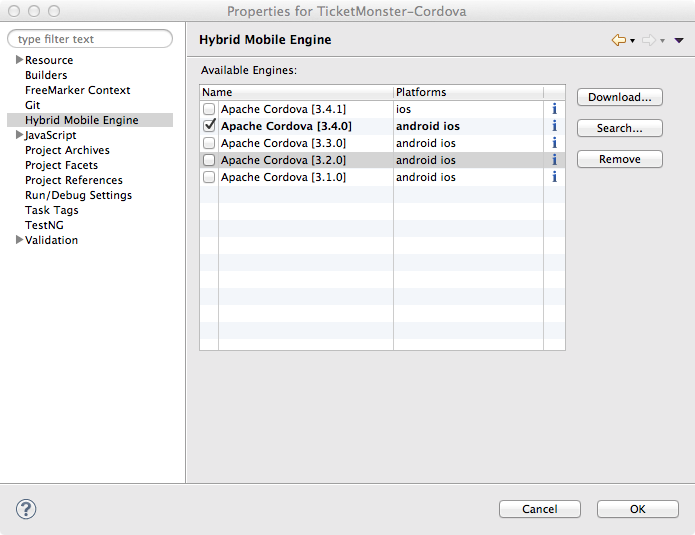 Properties for TicketMonster-Cordova
type filter text
Resource
Builders
FreeMarker Context
Git
Hybrid Mobile Engine
JavaScript
Project Archives
Project Facets
Project References
Run/Debug Settings
Task Tags
TestNG
Validation
Hybrid Mobile Engine
Available Engines:
Name Platforms
Apache Cordova [3.4.1] ios i
Apache Cordova [3.4.0] android ios i
Apache Cordova [3.3.0] android ios i
Apache Cordova [3.2.0] android ios i
Apache Cordova [3.1.0] android ios i
Download...
Search...
Remove
?
Cancel
OK